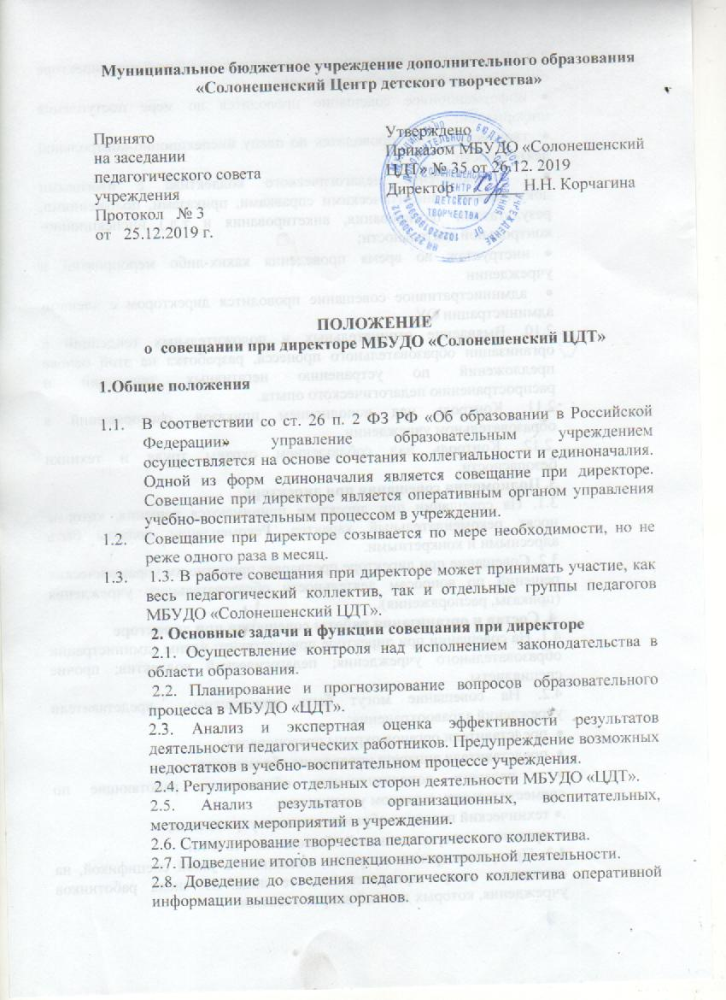 Муниципальное бюджетное учреждение дополнительного образования
«Солонешенский Центр детского творчества»
Принято
на заседании
педагогического совета
учреждения
Протокол № 3
от 25.12.2019 г.
Утверждено
Приказом МБУДО «Солонешенский
ЦДТ» № 35 от 26.12. 2019
Директор Н.Н. Корчагина
ЦЕНТР
ДЕТСКОГО
ТВОРЧЕСТВА
ПОЛОЖЕНИЕ
о совещании при директоре МБУДО «Солонешенский ЦДТ»
1.Общие положения
1.1. В соответствии со ст. 26 п. 2 ФЗ РФ «Об образовании в Российской
Федерации» управление образовательным учреждением
осуществляется на основе сочетания коллегиальности и единоначалия.
Одной из форм единоначалия является совещание при директоре.
Совещание при директоре является оперативным органом управления
учебно-воспитательным процессом в учреждении.
1.2. Совещание при директоре созывается по мере необходимости, но не
реже одного раза в месяц.
1.3. 1.3. В работе совещания при директоре может принимать участие, как
весь педагогический коллектив, так и отдельные группы педагогов
МБУДО «Солонешенский ЦДТ».
2. Основные задачи и функции совещания при директоре
2.1. Осуществление контроля над исполнением законодательства в
области образования.
2.2. Планирование и прогнозирование вопросов образовательного
процесса в МБУДО «ЦДТ».
2.3. Анализ и экспертная оценка эффективности результатов
деятельности педагогических работников. Предупреждение возможных
недостатков в учебно-воспитательном процессе учреждения.
2.4. Регулирование отдельных сторон деятельности МБУДО «ЦДТ».
2.5. Анализ результатов организационных, воспитательных,
методических мероприятий в учреждении.
2.6. Стимулирование творчества педагогического коллектива.
2.7. Подведение итогов инспекционно-контрольной деятельности.
2.8. Доведение до сведения педагогического коллектива оперативной
информации вышестоящих органов.